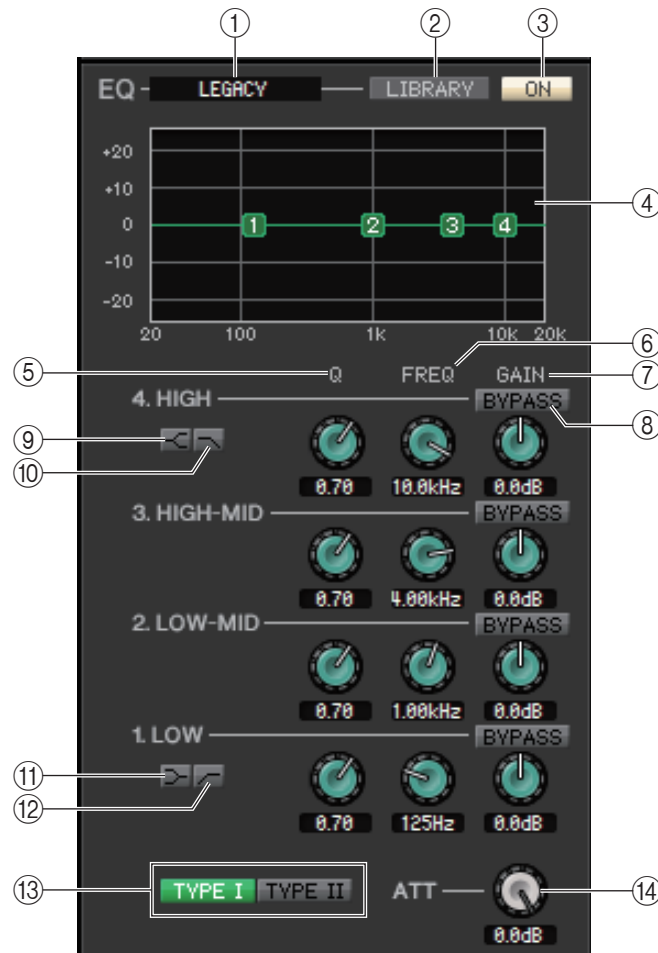 ① ② ③
EQ LEGACY LIBRARY ON
+20
+10
0
-10
-20
1 2 3 4
④
20 100 1k 10k 20k
⑤ Q FREQ ⑥ GAIN ⑦
4. HIGH BYPASS ⑧
⑨
⑩
0.70 10.0kHz 0.0dB
3. HIGH-MID BYPASS
0.70 4.00kHz 0.0dB
2. LOW-MID BYPASS
0.70 1.00kHz 0.0dB
1. LOW BYPASS
⑪
⑫
0.70 125Hz 0.0dB
⑬ TYPE I TYPE II ATT ⑭
0.0dB